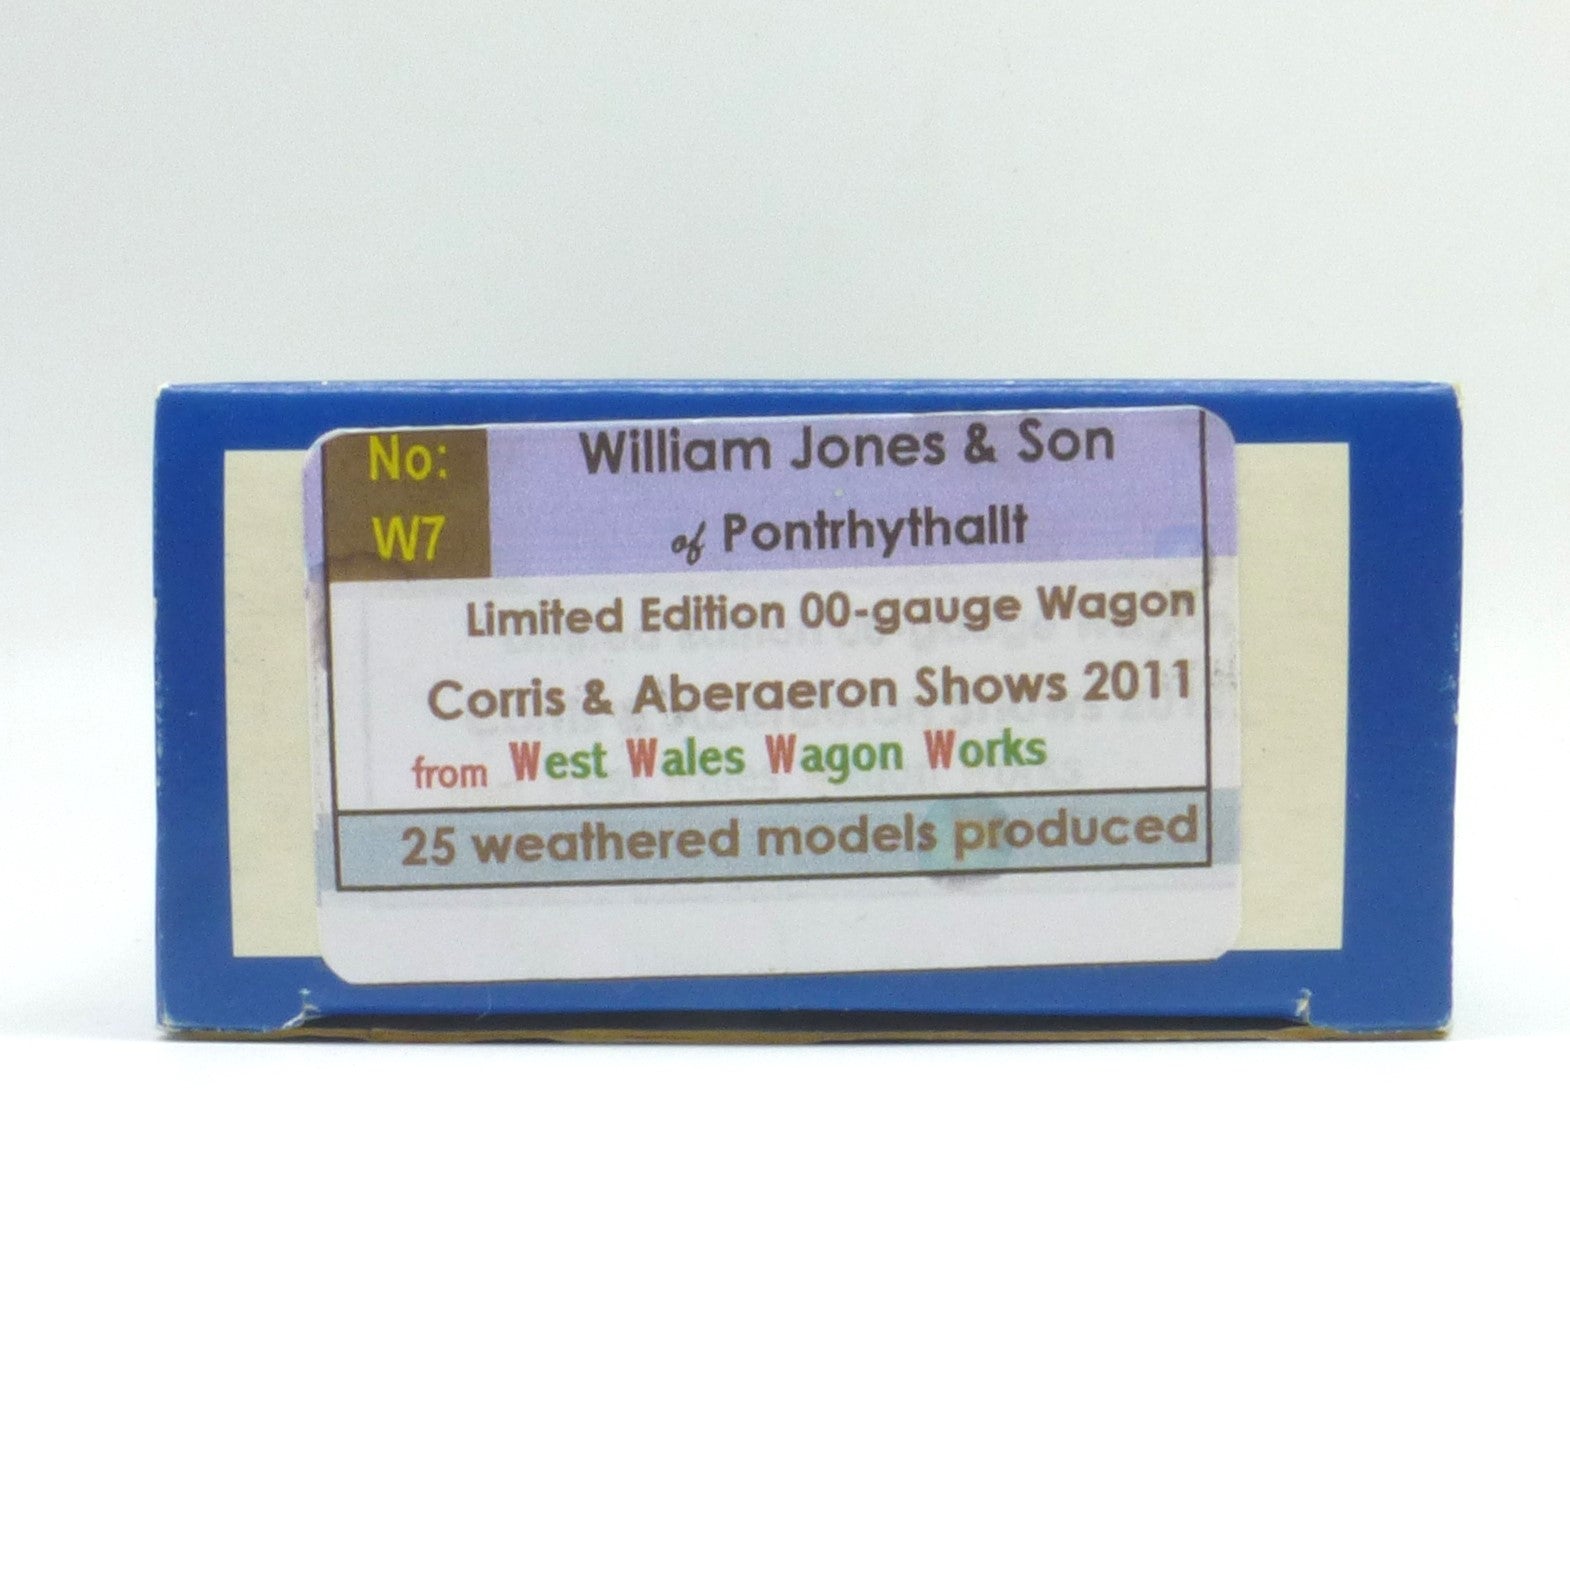 No:
W7
William Jones & Son
of Pontrhythallt
Limited Edition 00-gauge Wagon
Corris & Aberaeron Shows 2011
from West Wales Wagon Works
25 weathered models produced